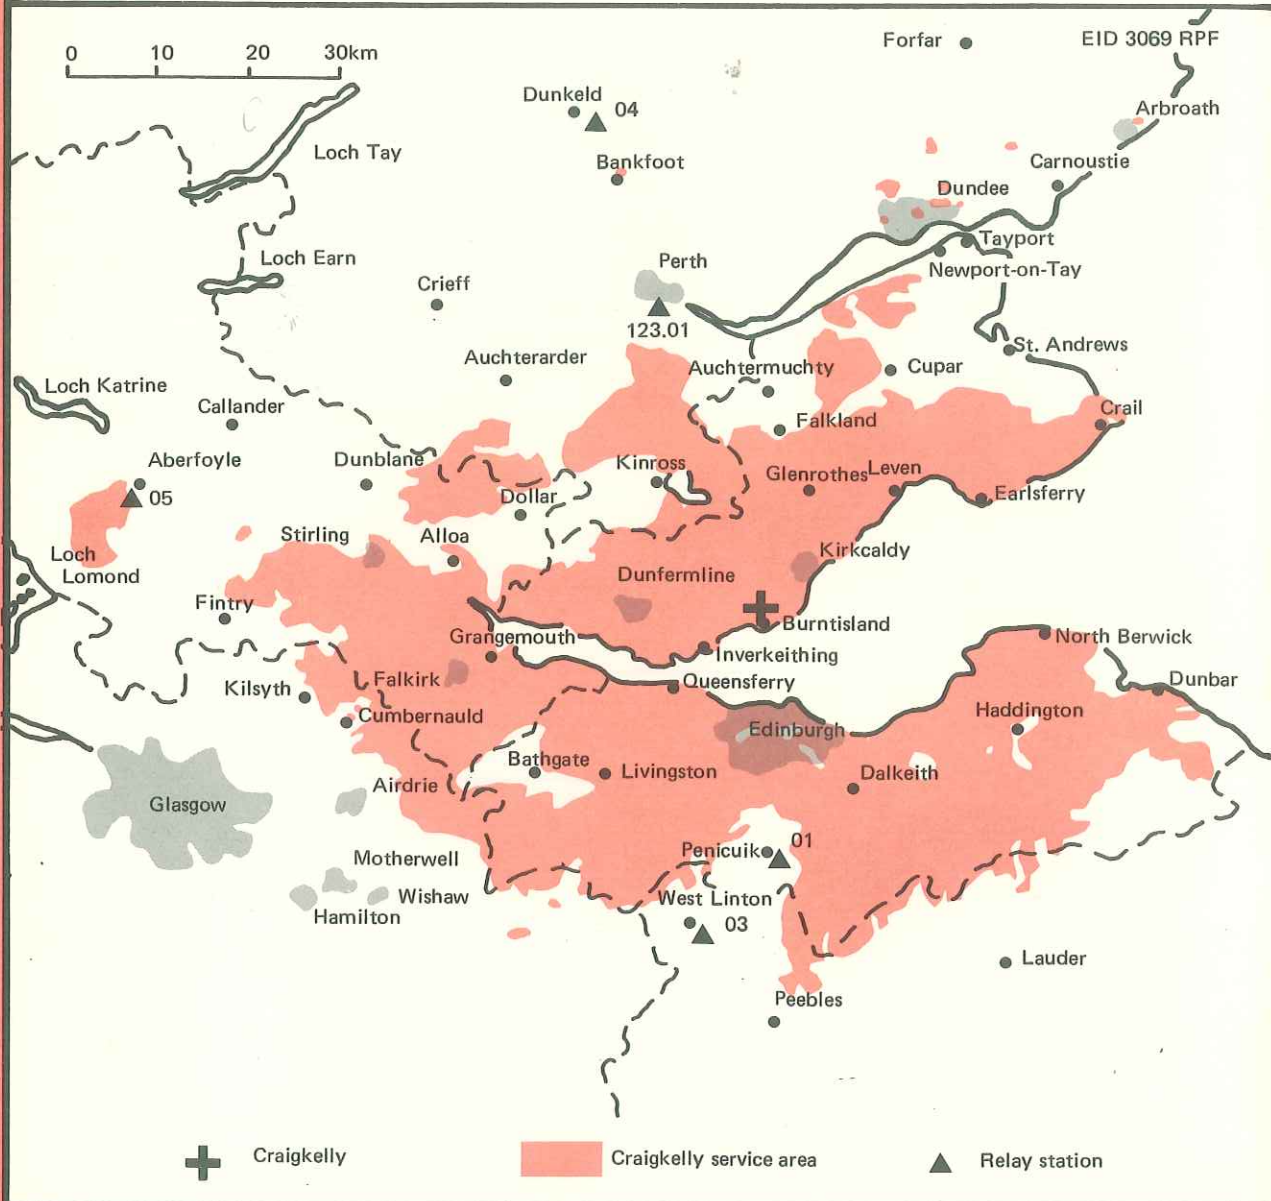 0 10 20 30km
Forfar
EID 3069 RPF
Dunkeld
04
Arbroath
Loch Tay
Bankfoot
Carnoustie
Dundee
Tayport
Newport-on-Tay
Loch Earn
Perth
Crieff
123.01
St. Andrews
Auchterarder
Auchtermuchty
Cupar
Loch Katrine
Callander
Crail
Falkland
Aberfoyle
Dunblane
Kinross
Glenrothes
Leven
05
Dollar
Earlsferry
Stirling
Alloa
Kirkcaldy
Loch
Lomond
Dunfermline
Fintry
Burntisland
Grangemouth
North Berwick
Inverkeithing
Falkirk
Queensferry
Dunbar
Kilsyth
Cumbernauld
Haddington
Edinburgh
Bathgate
Livingston
Dalkeith
Airdrie
Glasgow
Penicuik
01
Motherwell
Wishaw
West Linton
Hamilton
03
Lauder
Peebles
Craigkelly
Craigkelly service area
Relay station